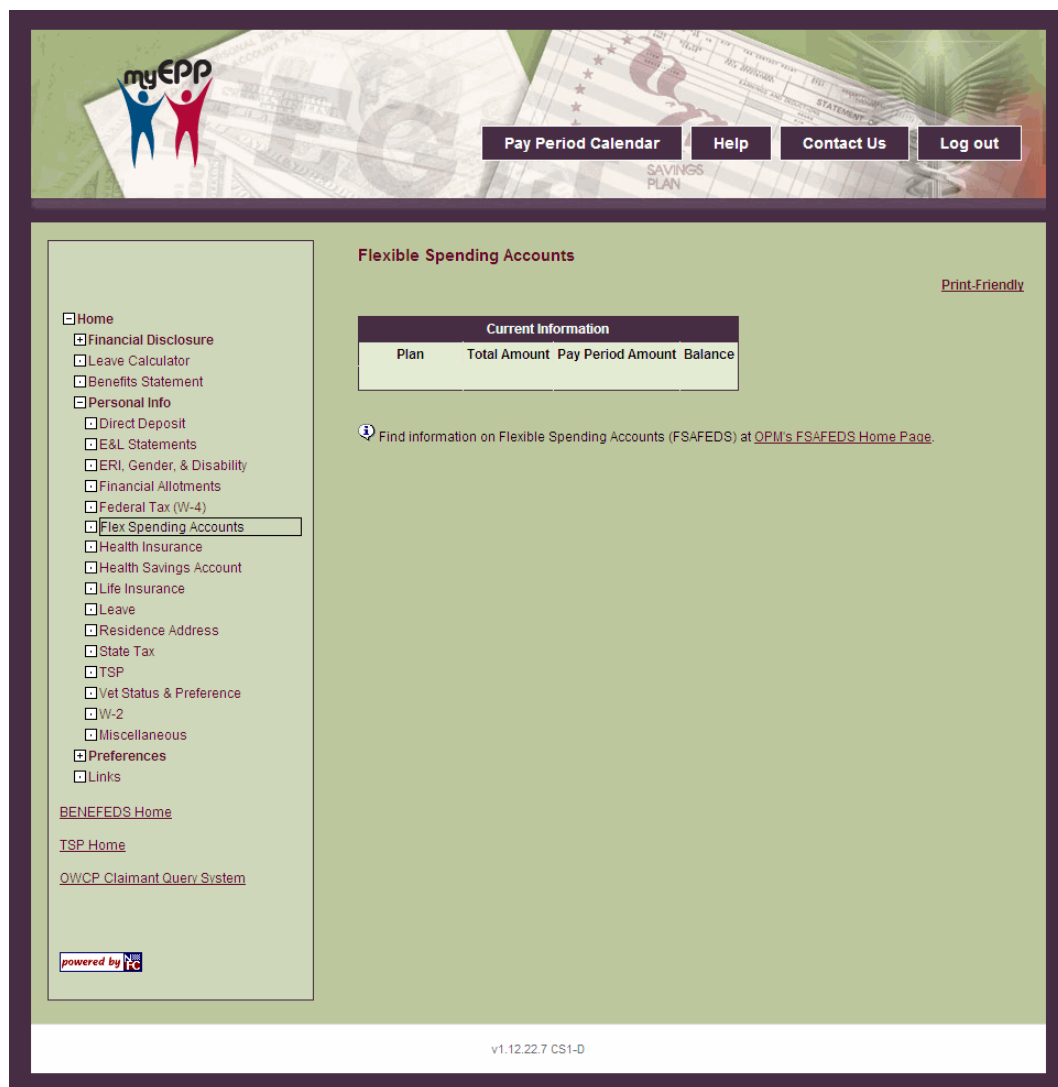 myEPP
STATEMENT OF
SAVINGS
PLAN
Pay Period Calendar Help Contact Us Log out
Flexible Spending Accounts
Print-Friendly
Home
Financial Disclosure
Leave Calculator
Benefits Statement
Personal Info
Direct Deposit
E&L Statements
ERI, Gender, & Disability
Financial Allotments
Federal Tax (W-4)
Flex Spending Accounts
Health Insurance
Health Savings Account
Life Insurance
Leave
Residence Address
State Tax
TSP
Vet Status & Preference
W-2
Miscellaneous
Preferences
Links
BENEFEDS Home
TSP Home
OWCP Claimant Query System
powered by NFC
Current Information
Plan Total Amount Pay Period Amount Balance
Find information on Flexible Spending Accounts (FSAFEDS) at OPM's FSAFEDS Home Page.
v1.12.22.7 CS1-D